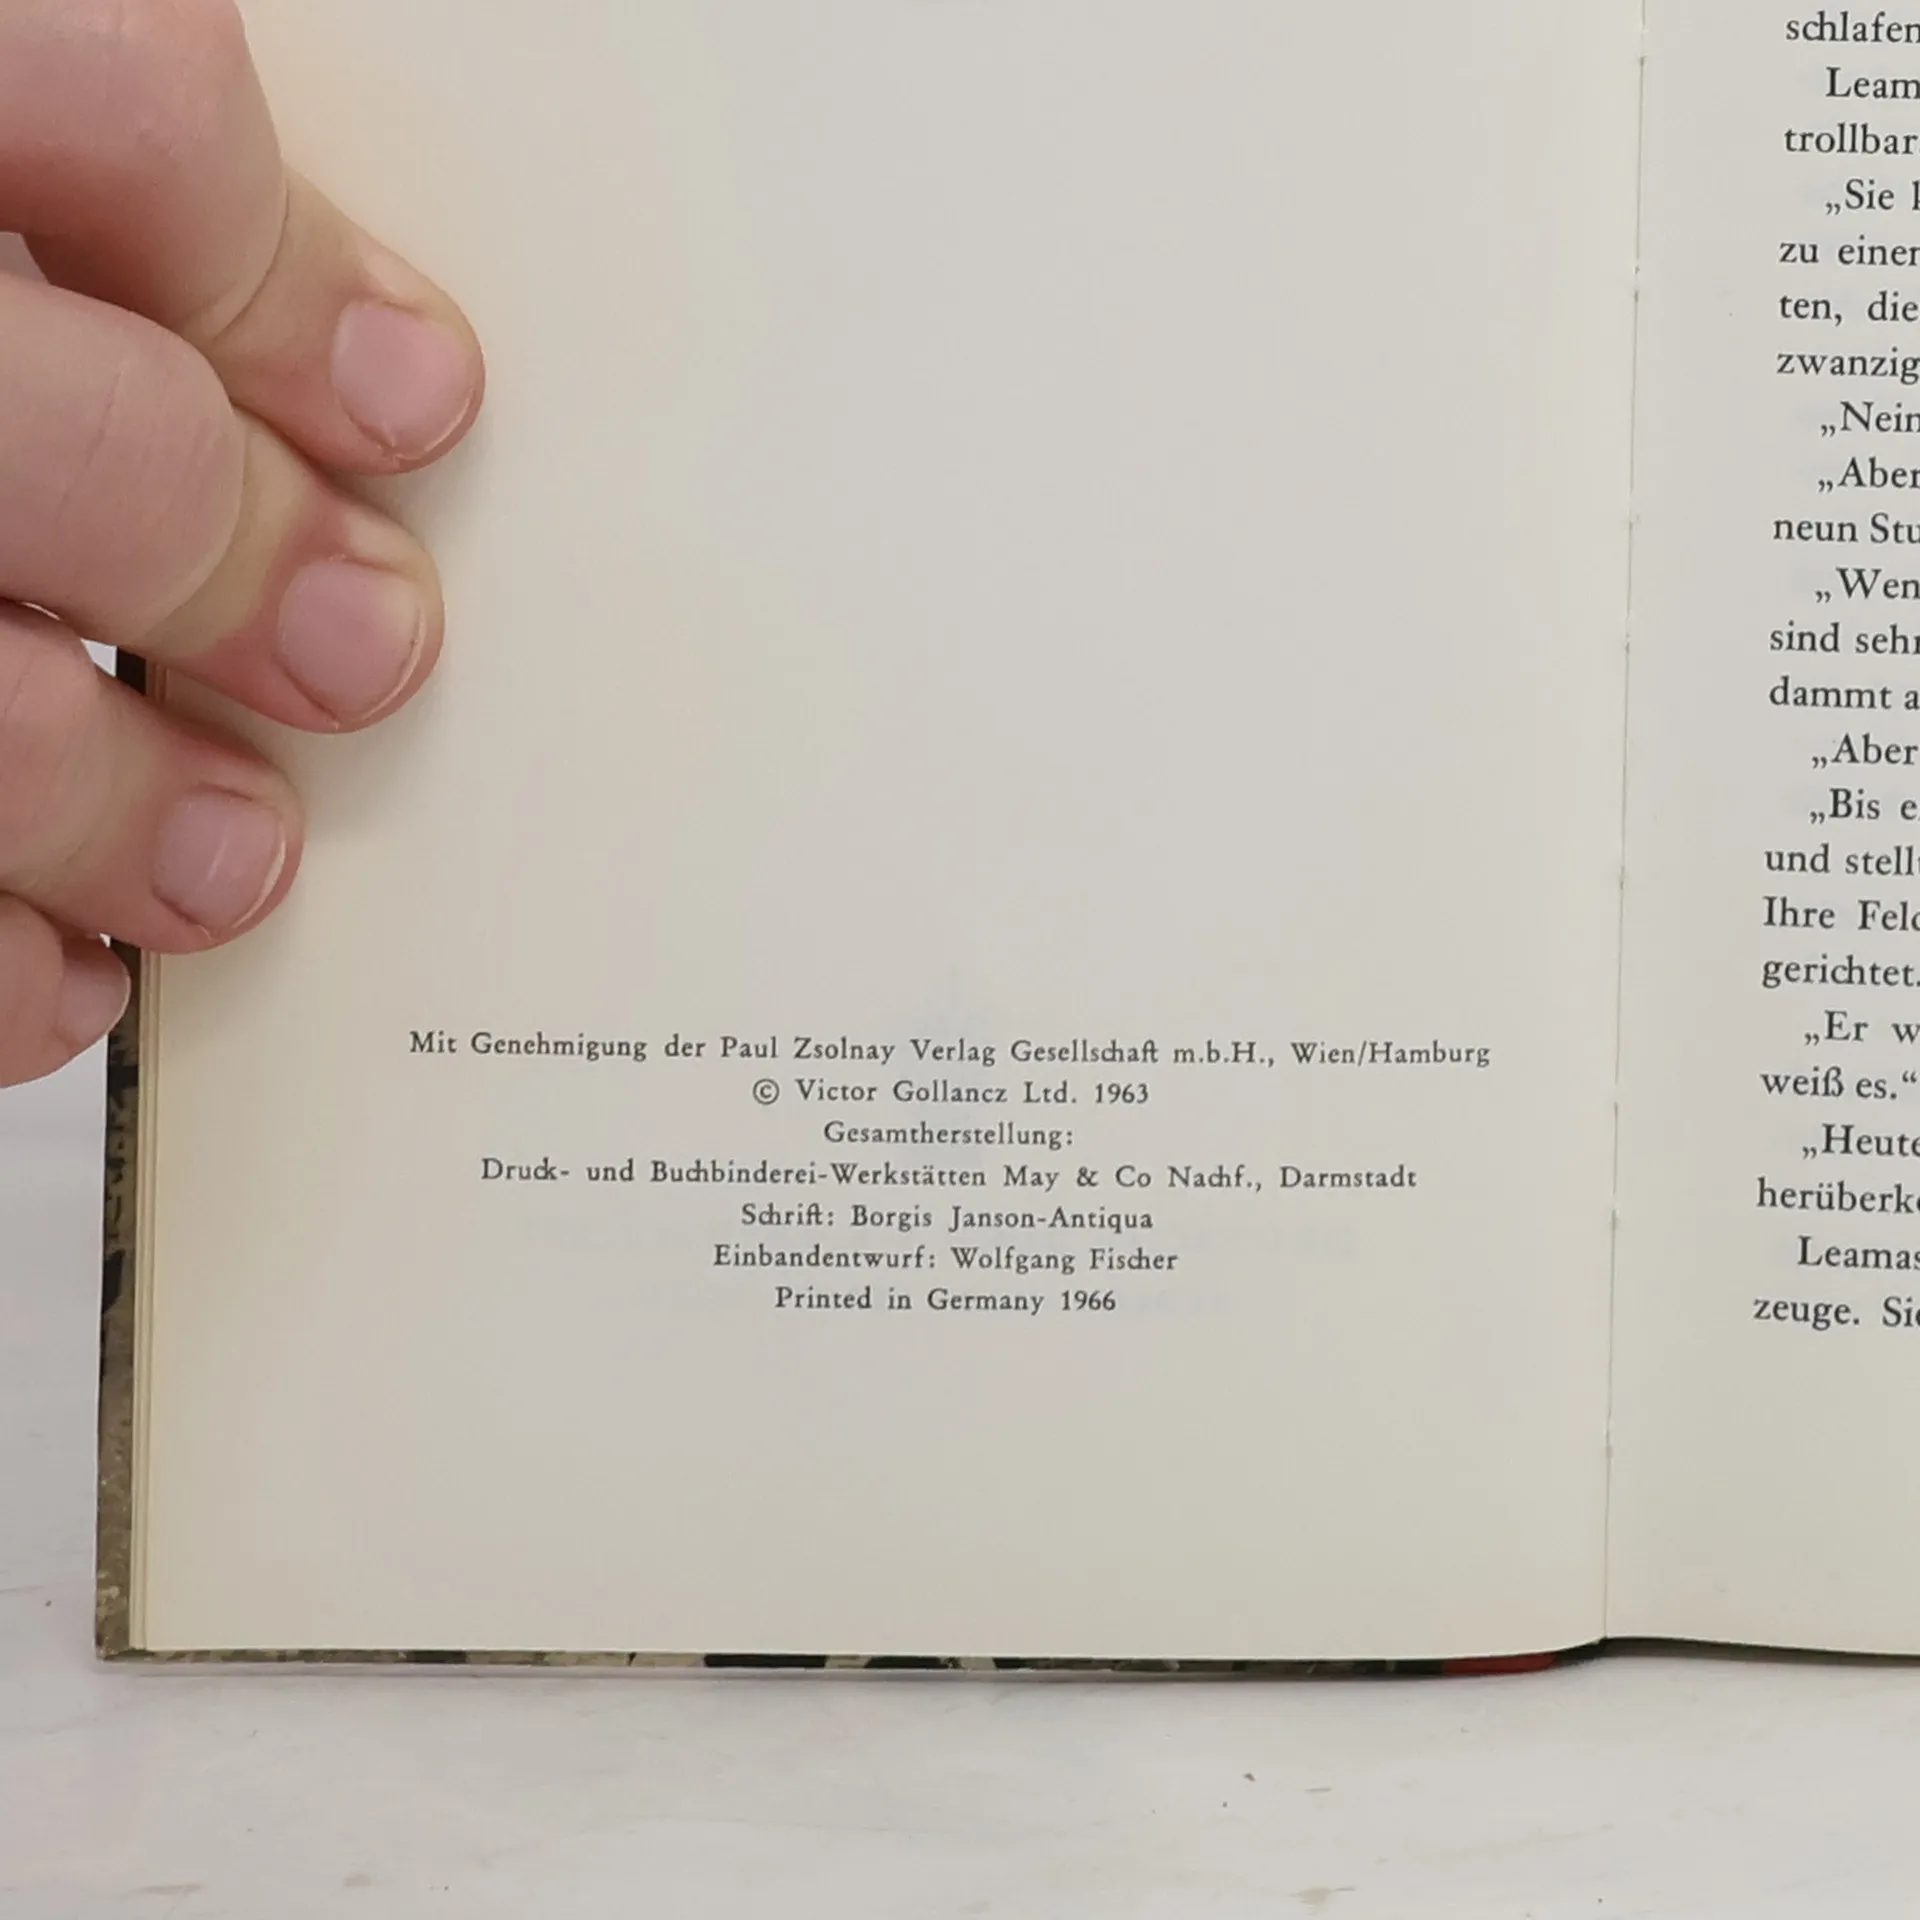 Mit Genehmigung der Paul Zsolnay Verlag Gesellschaft m.b.H., Wien/Hamburg
© Victor Gollancz Ltd. 1963
Gesamtherstellung:
Druck- und Buchbinderei-Werkstätten May & Co Nachf., Darmstadt
Schrift: Borgis Janson-Antiqua
Einbandentwurf: Wolfgang Fischer
Printed in Germany 1966
schlafen
Leam
trollbar
„Sie
zu einer
ten, die
zwanzig
„Nein
„Aber
neun Stu
„Wen
sind sehr
dammt a
„Aber
„Bis e
und stell
Ihre Feld
gerichtet.
„Er w
weiß es.“
„Heute
herüberk
Leamas
zeuge. Sie